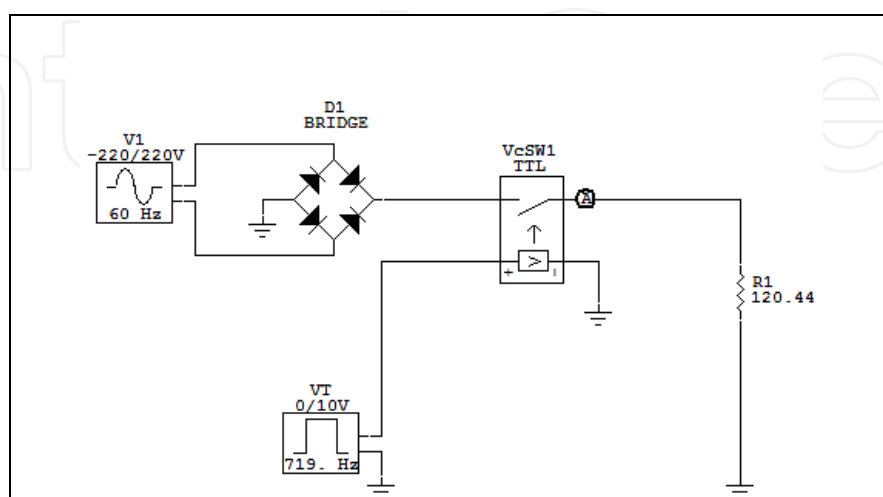 D1
BRIDGE
V1
-220/220V
60 Hz
VcSW1
TTL
A
+
>
R1
120.44
VT
0/10V
719. Hz